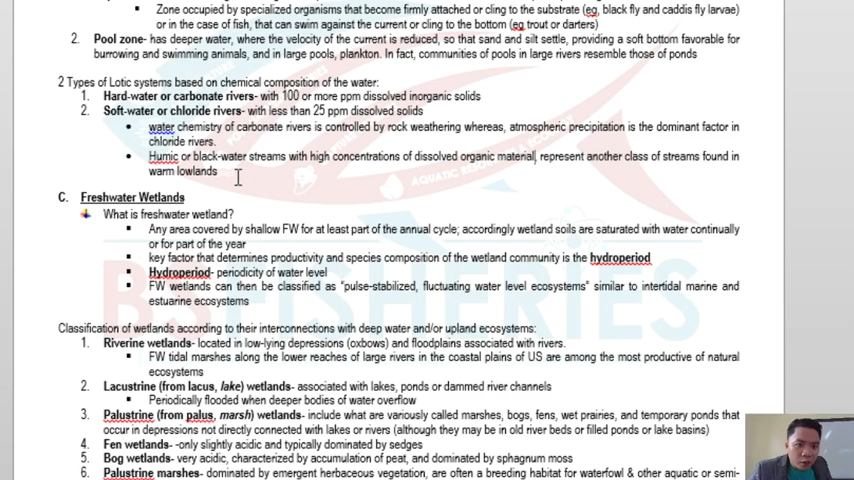 ▪ Zone occupied by specialized organisms that become firmly attached or cling to the substrate (eg, black fly and caddis fly larvae)
or in the case of fish, that can swim against the current or cling to the bottom (eg trout or darters)
2. Pool zone- has deeper water, where the velocity of the current is reduced, so that sand and silt settle, providing a soft bottom favorable for
burrowing and swimming animals, and in large pools, plankton. In fact, communities of pools in large rivers resemble those of ponds
2 Types of Lotic systems based on chemical composition of the water:
1. Hard-water or carbonate rivers- with 100 or more ppm dissolved inorganic solids
2. Soft-water or chloride rivers- with less than 25 ppm dissolved solids
• water chemistry of carbonate rivers is controlled by rock weathering whereas, atmospheric precipitation is the dominant factor in
chloride rivers.
• Humic or black-water streams with high concentrations of dissolved organic material, represent another class of streams found in
warm lowlands
C. Freshwater Wetlands
What is freshwater wetland?
▪ Any area covered by shallow FW for at least part of the annual cycle; accordingly wetland soils are saturated with water continually
or for part of the year
▪ key factor that determines productivity and species composition of the wetland community is the hydroperiod
▪ Hydroperiod- periodicity of water level
▪ FW wetlands can then be classified as “pulse-stabilized, fluctuating water level ecosystems” similar to intertidal marine and
estuarine ecosystems
Classification of wetlands according to their interconnections with deep water and/or upland ecosystems:
1. Riverine wetlands- located in low-lying depressions (oxbows) and floodplains associated with rivers.
▪ FW tidal marshes along the lower reaches of large rivers in the coastal plains of US are among the most productive of natural
ecosystems
2. Lacustrine (from lacus, lake) wetlands- associated with lakes, ponds or dammed river channels
▪ Periodically flooded when deeper bodies of water overflow
3. Palustrine (from palus, marsh) wetlands- include what are variously called marshes, bogs, fens, wet prairies, and temporary ponds that
occur in depressions not directly connected with lakes or rivers (although they may be in old river beds or filled ponds or lake basins)
4. Fen wetlands- -only slightly acidic and typically dominated by sedges
5. Bog wetlands- very acidic, characterized by accumulation of peat, and dominated by sphagnum moss
6. Palustrine marshes- dominated by emergent herbaceous vegetation, are often a breeding habitat for waterfowl & other aquatic or semi-
BSFISHERIES